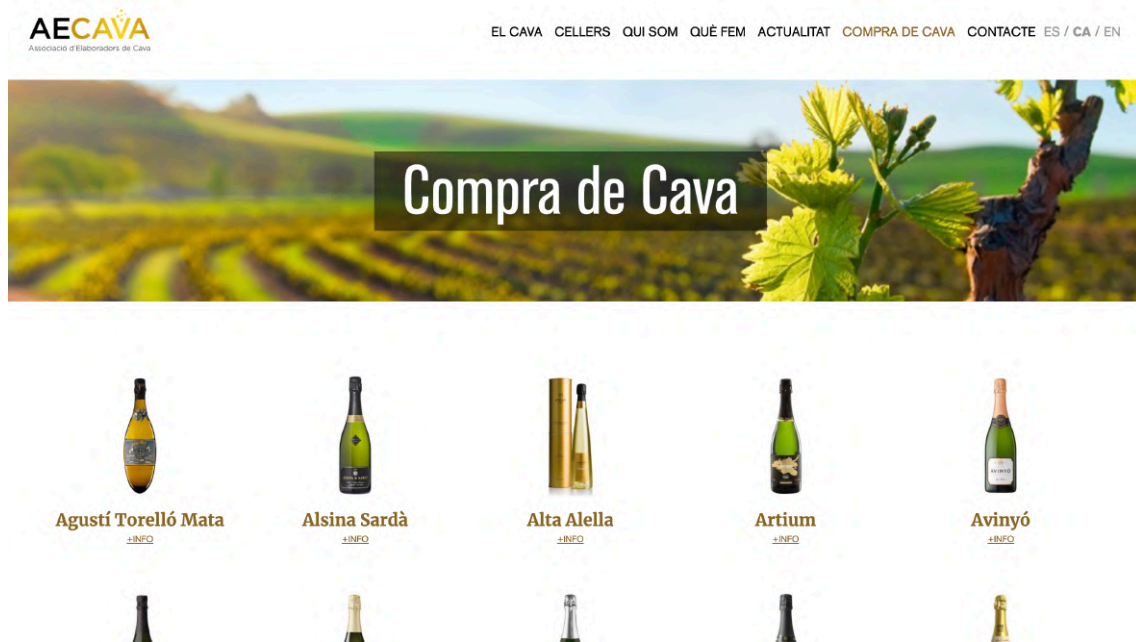 AECAVA
Associació d'Elaboradors de Cava
EL CAVA CELLERS QUI SOM QUÈ FEM ACTUALITAT COMPRA DE CAVA CONTACTE ES / CA / EN
Compra de Cava
Agustí Torelló Mata Alsina Sardà Alta Alella Artium Avinyó
+INFO +INFO +INFO +INFO +INFO